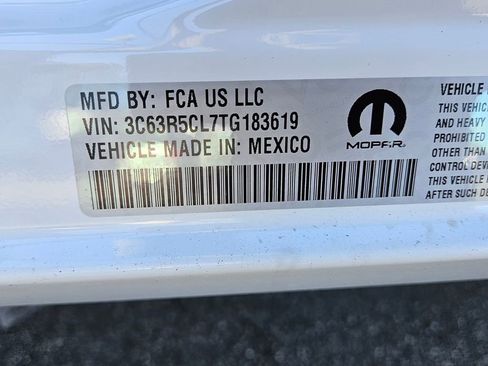 MFD BY: FCA US LLC
VIN: 3C63R5CL7TG183619
VEHICLE MADE IN: MEXICO
MOPAR
VEHICLE
THIS VEHIC
IS HEAVY
PROHIBITED
OTHER THAN
CONTROL DEV
THIS VEHICLE
AFTER SUCH DE